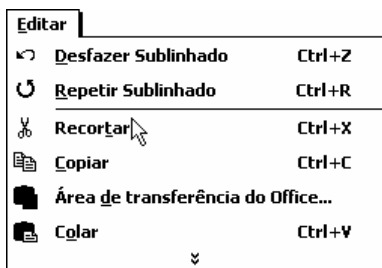 Editar
Desfazer Sublinhado Ctrl+Z
Repetir Sublinhado Ctrl+R
Recortar Ctrl+X
Copiar Ctrl+C
Área de transferência do Office...
Colar Ctrl+V